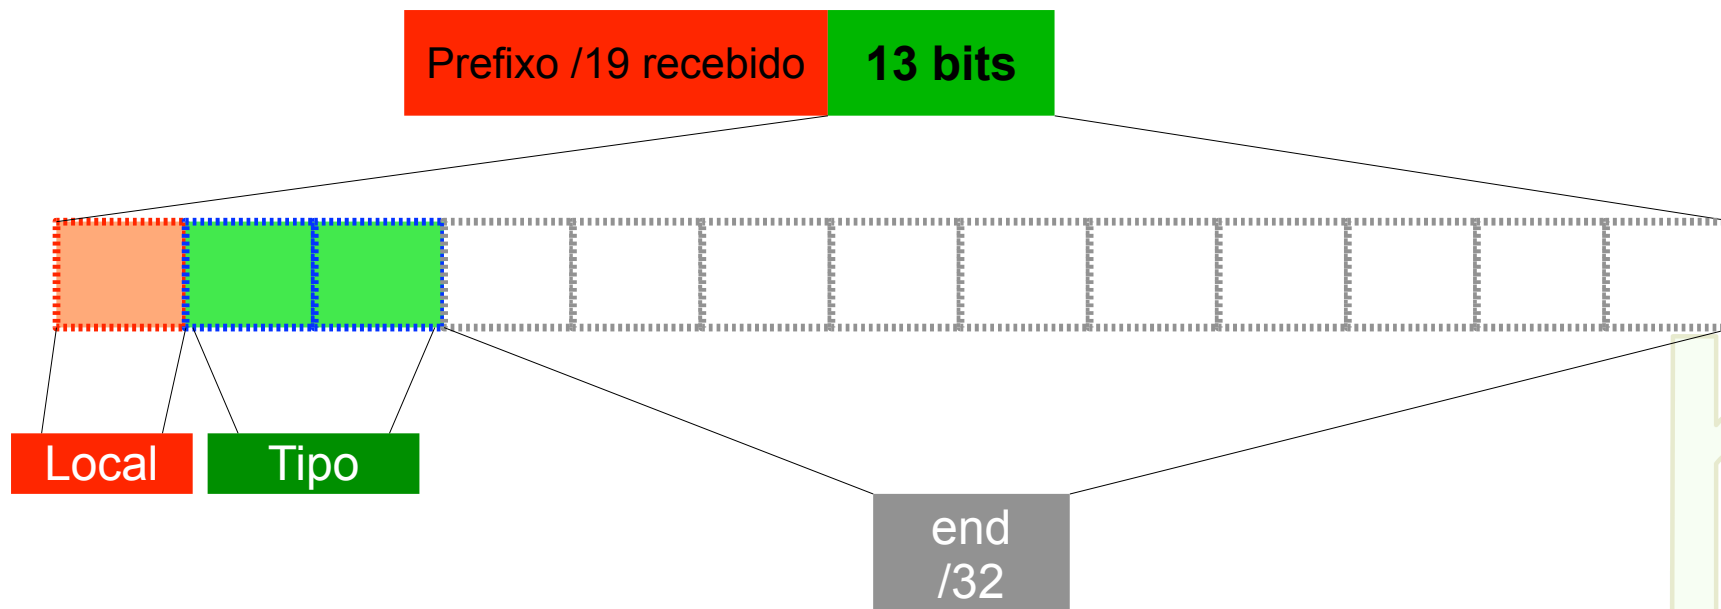 Prefixo /19 recebido
13 bits
Local
Tipo
end
/32